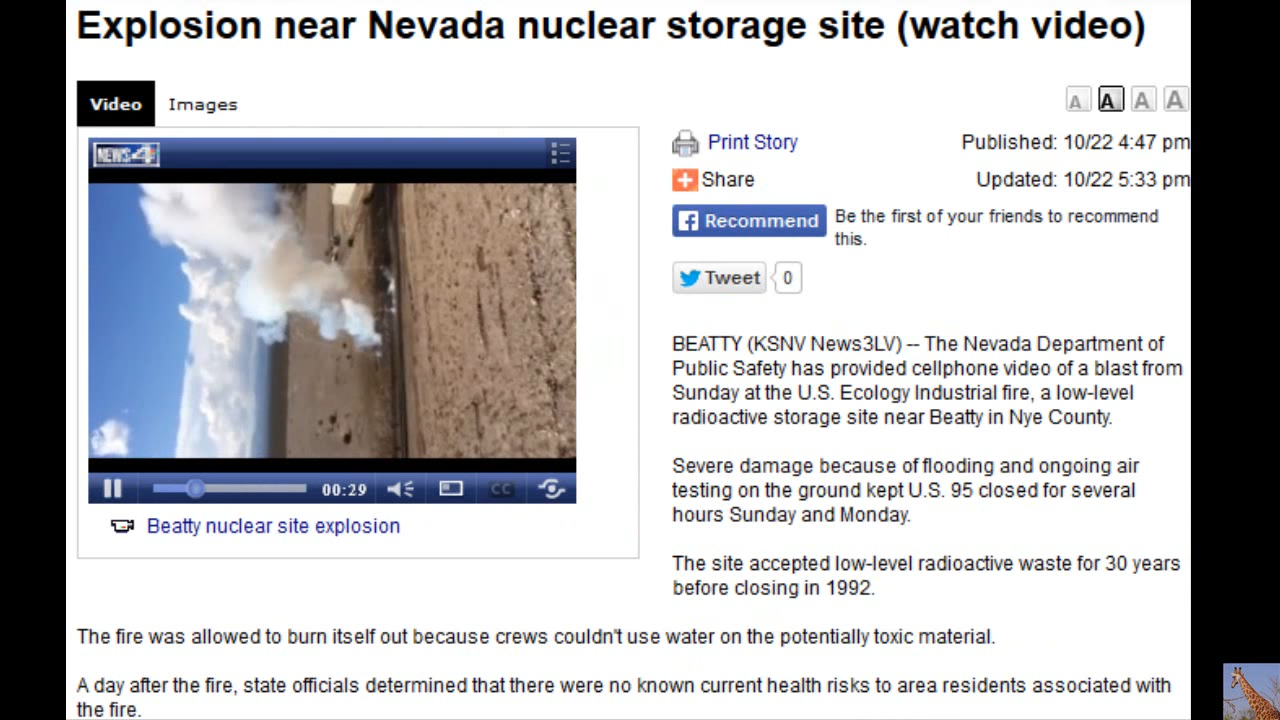 Explosion near Nevada nuclear storage site (watch video)
Video
Images
A A A A
NEWS 4
Print Story
Published: 10/22 4:47 pm
Share
Updated: 10/22 5:33 pm
Recommend
Be the first of your friends to recommend
this.
Tweet
0
BEATTY (KSNV News3LV) -- The Nevada Department of
Public Safety has provided cellphone video of a blast from
Sunday at the U.S. Ecology Industrial fire, a low-level
radioactive storage site near Beatty in Nye County.
Severe damage because of flooding and ongoing air
testing on the ground kept U.S. 95 closed for several
hours Sunday and Monday.
The site accepted low-level radioactive waste for 30 years
before closing in 1992.
00:29
CC
Beatty nuclear site explosion
The fire was allowed to burn itself out because crews couldn't use water on the potentially toxic material.
A day after the fire, state officials determined that there were no known current health risks to area residents associated with
the fire.